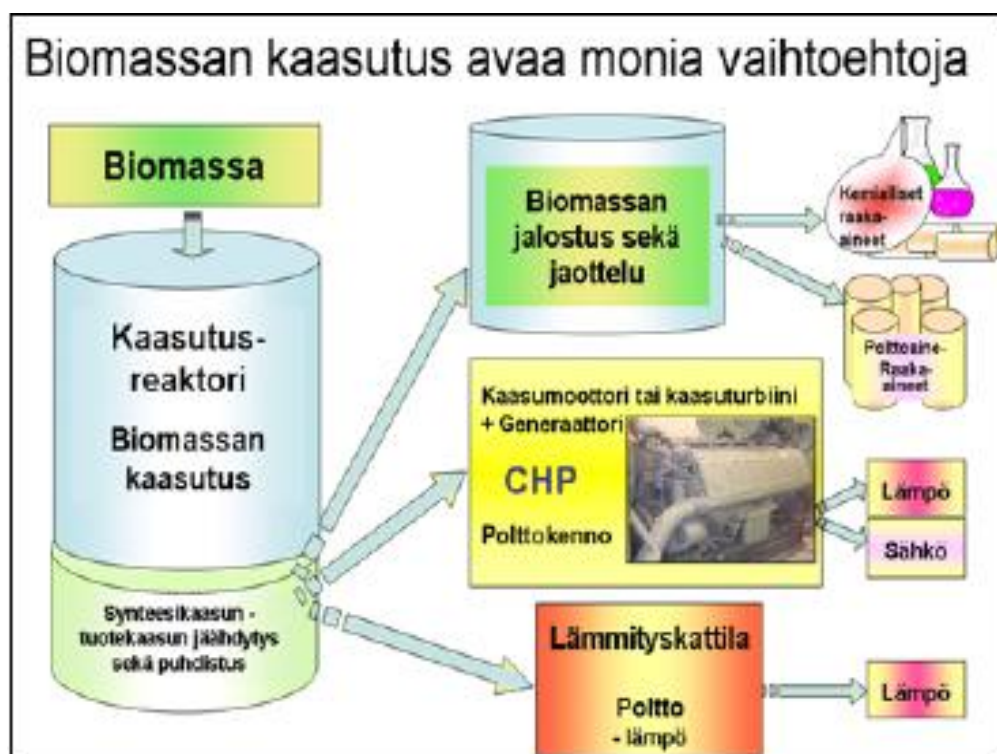 Biomassan kaasutus avaa monia vaihtoehtoja
Biomassa
Kaasutus-
reaktori
Biomassan
kaasutus
Synteesikaasun -
tuotekaasun jäähdytys
sekä puhdistus
Biomassan
jalostus sekä
jaottelu
Kemialliset
raaka-
aineet
Polttoaine-
Raaka-
aineet
Kaasumoottori tai kaasuturbiini
+ Generaattori
CHP
Polttokenno
Lämpö
Sähkö
Lämmityskattila
Poltto
- lämpö
Lämpö